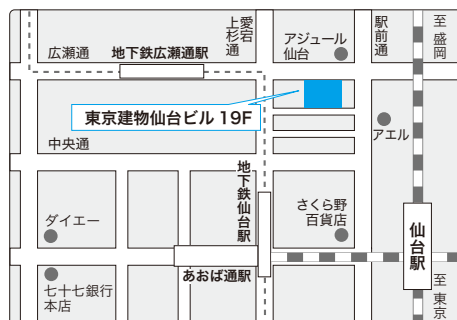 広瀬通
地下鉄広瀬通駅
愛宕
上杉通
アジュール
仙台
駅前通
至 盛岡
東京建物仙台ビル 19F
アエル
中央通
地下鉄仙台駅
さくら野
百貨店
ダイエー
仙台駅
あおば通駅
七十七銀行
本店
至 東京